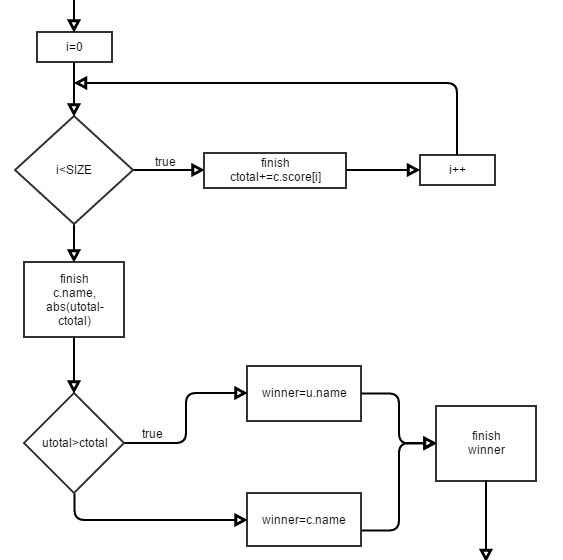 i=0
i<SIZE
true
finish
ctotal+=c.score[i]
i++
finish
c.name,
abs(utotal-
ctotal)
utotal>ctotal
true
winner=u.name
winner=c.name
finish
winner